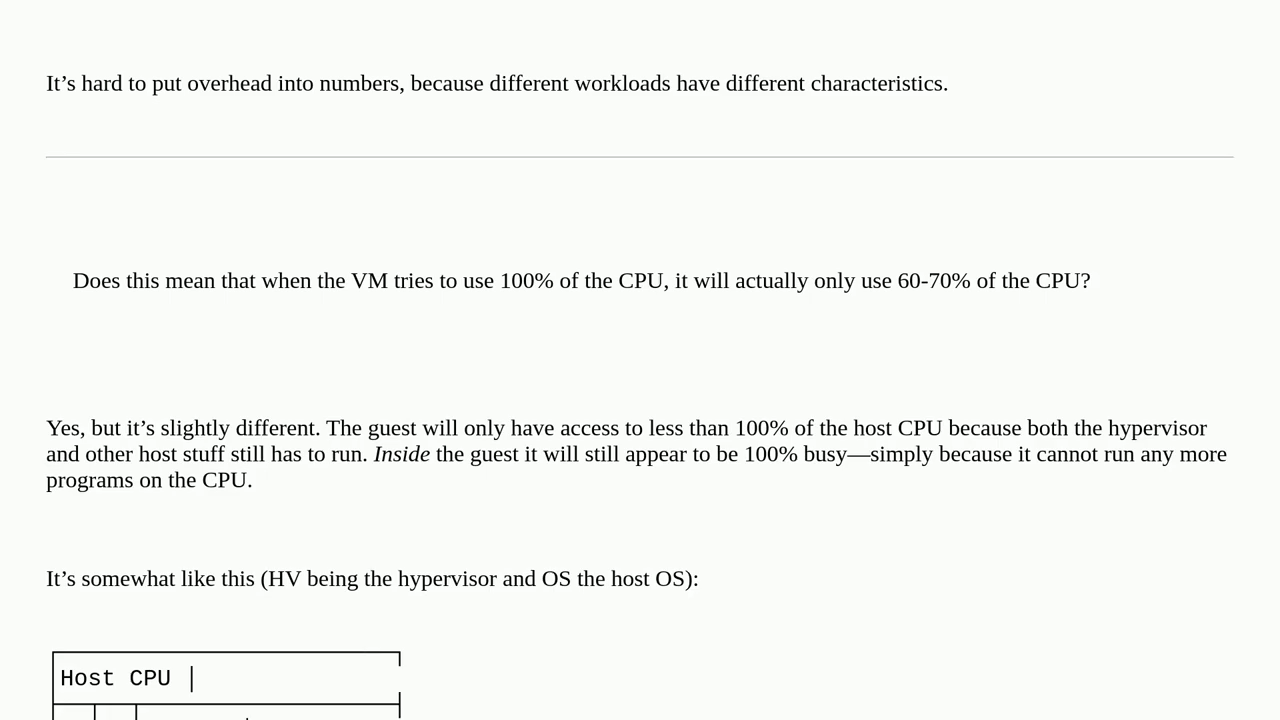 It’s hard to put overhead into numbers, because different workloads have different characteristics.
Does this mean that when the VM tries to use 100% of the CPU, it will actually only use 60-70% of the CPU?
Yes, but it’s slightly different. The guest will only have access to less than 100% of the host CPU because both the hypervisor
and other host stuff still has to run. Inside the guest it will still appear to be 100% busy—simply because it cannot run any more
programs on the CPU.
It’s somewhat like this (HV being the hypervisor and OS the host OS):
Host CPU │